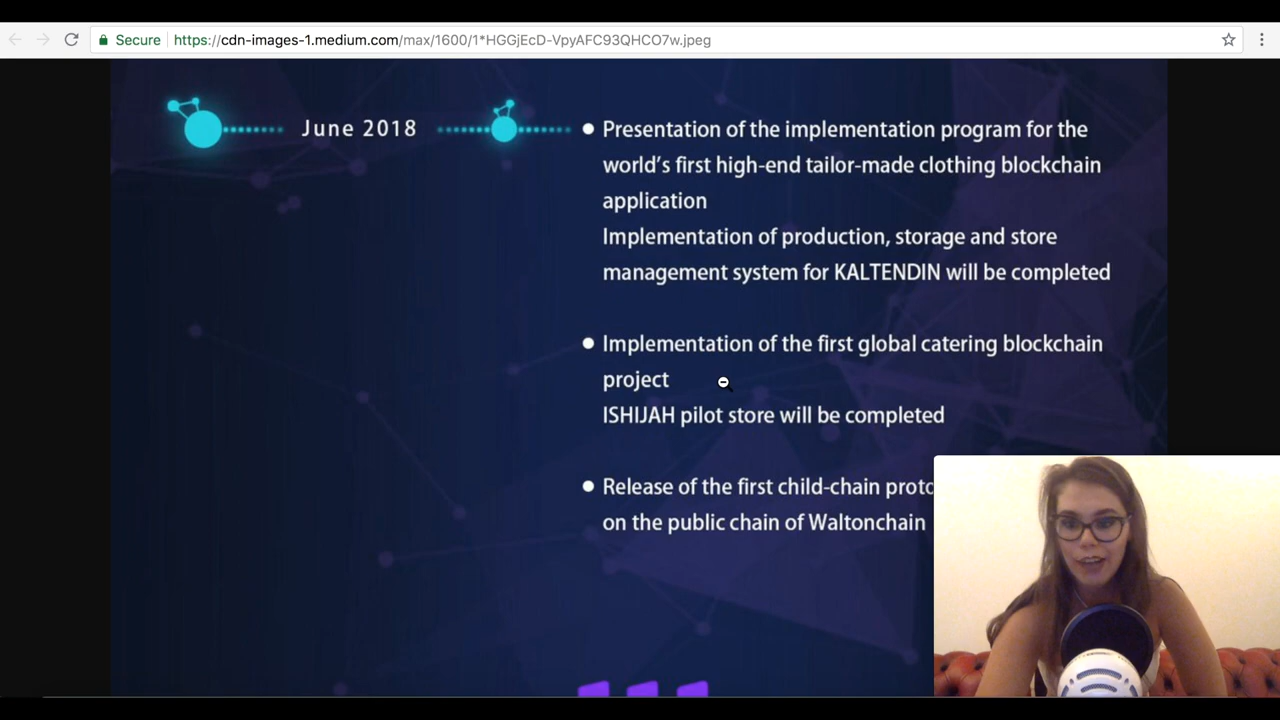 Secure
https://cdn-images-1.medium.com/max/1600/1*HGGjEcD-VpyAFC93QHCO7w.jpeg
June 2018
Presentation of the implementation program for the
world's first high-end tailor-made clothing blockchain
application
Implementation of production, storage and store
management system for KALTENDIN will be completed
Implementation of the first global catering blockchain
project
ISHIJAH pilot store will be completed
Release of the first child-chain
on the public chain of Waltonchain